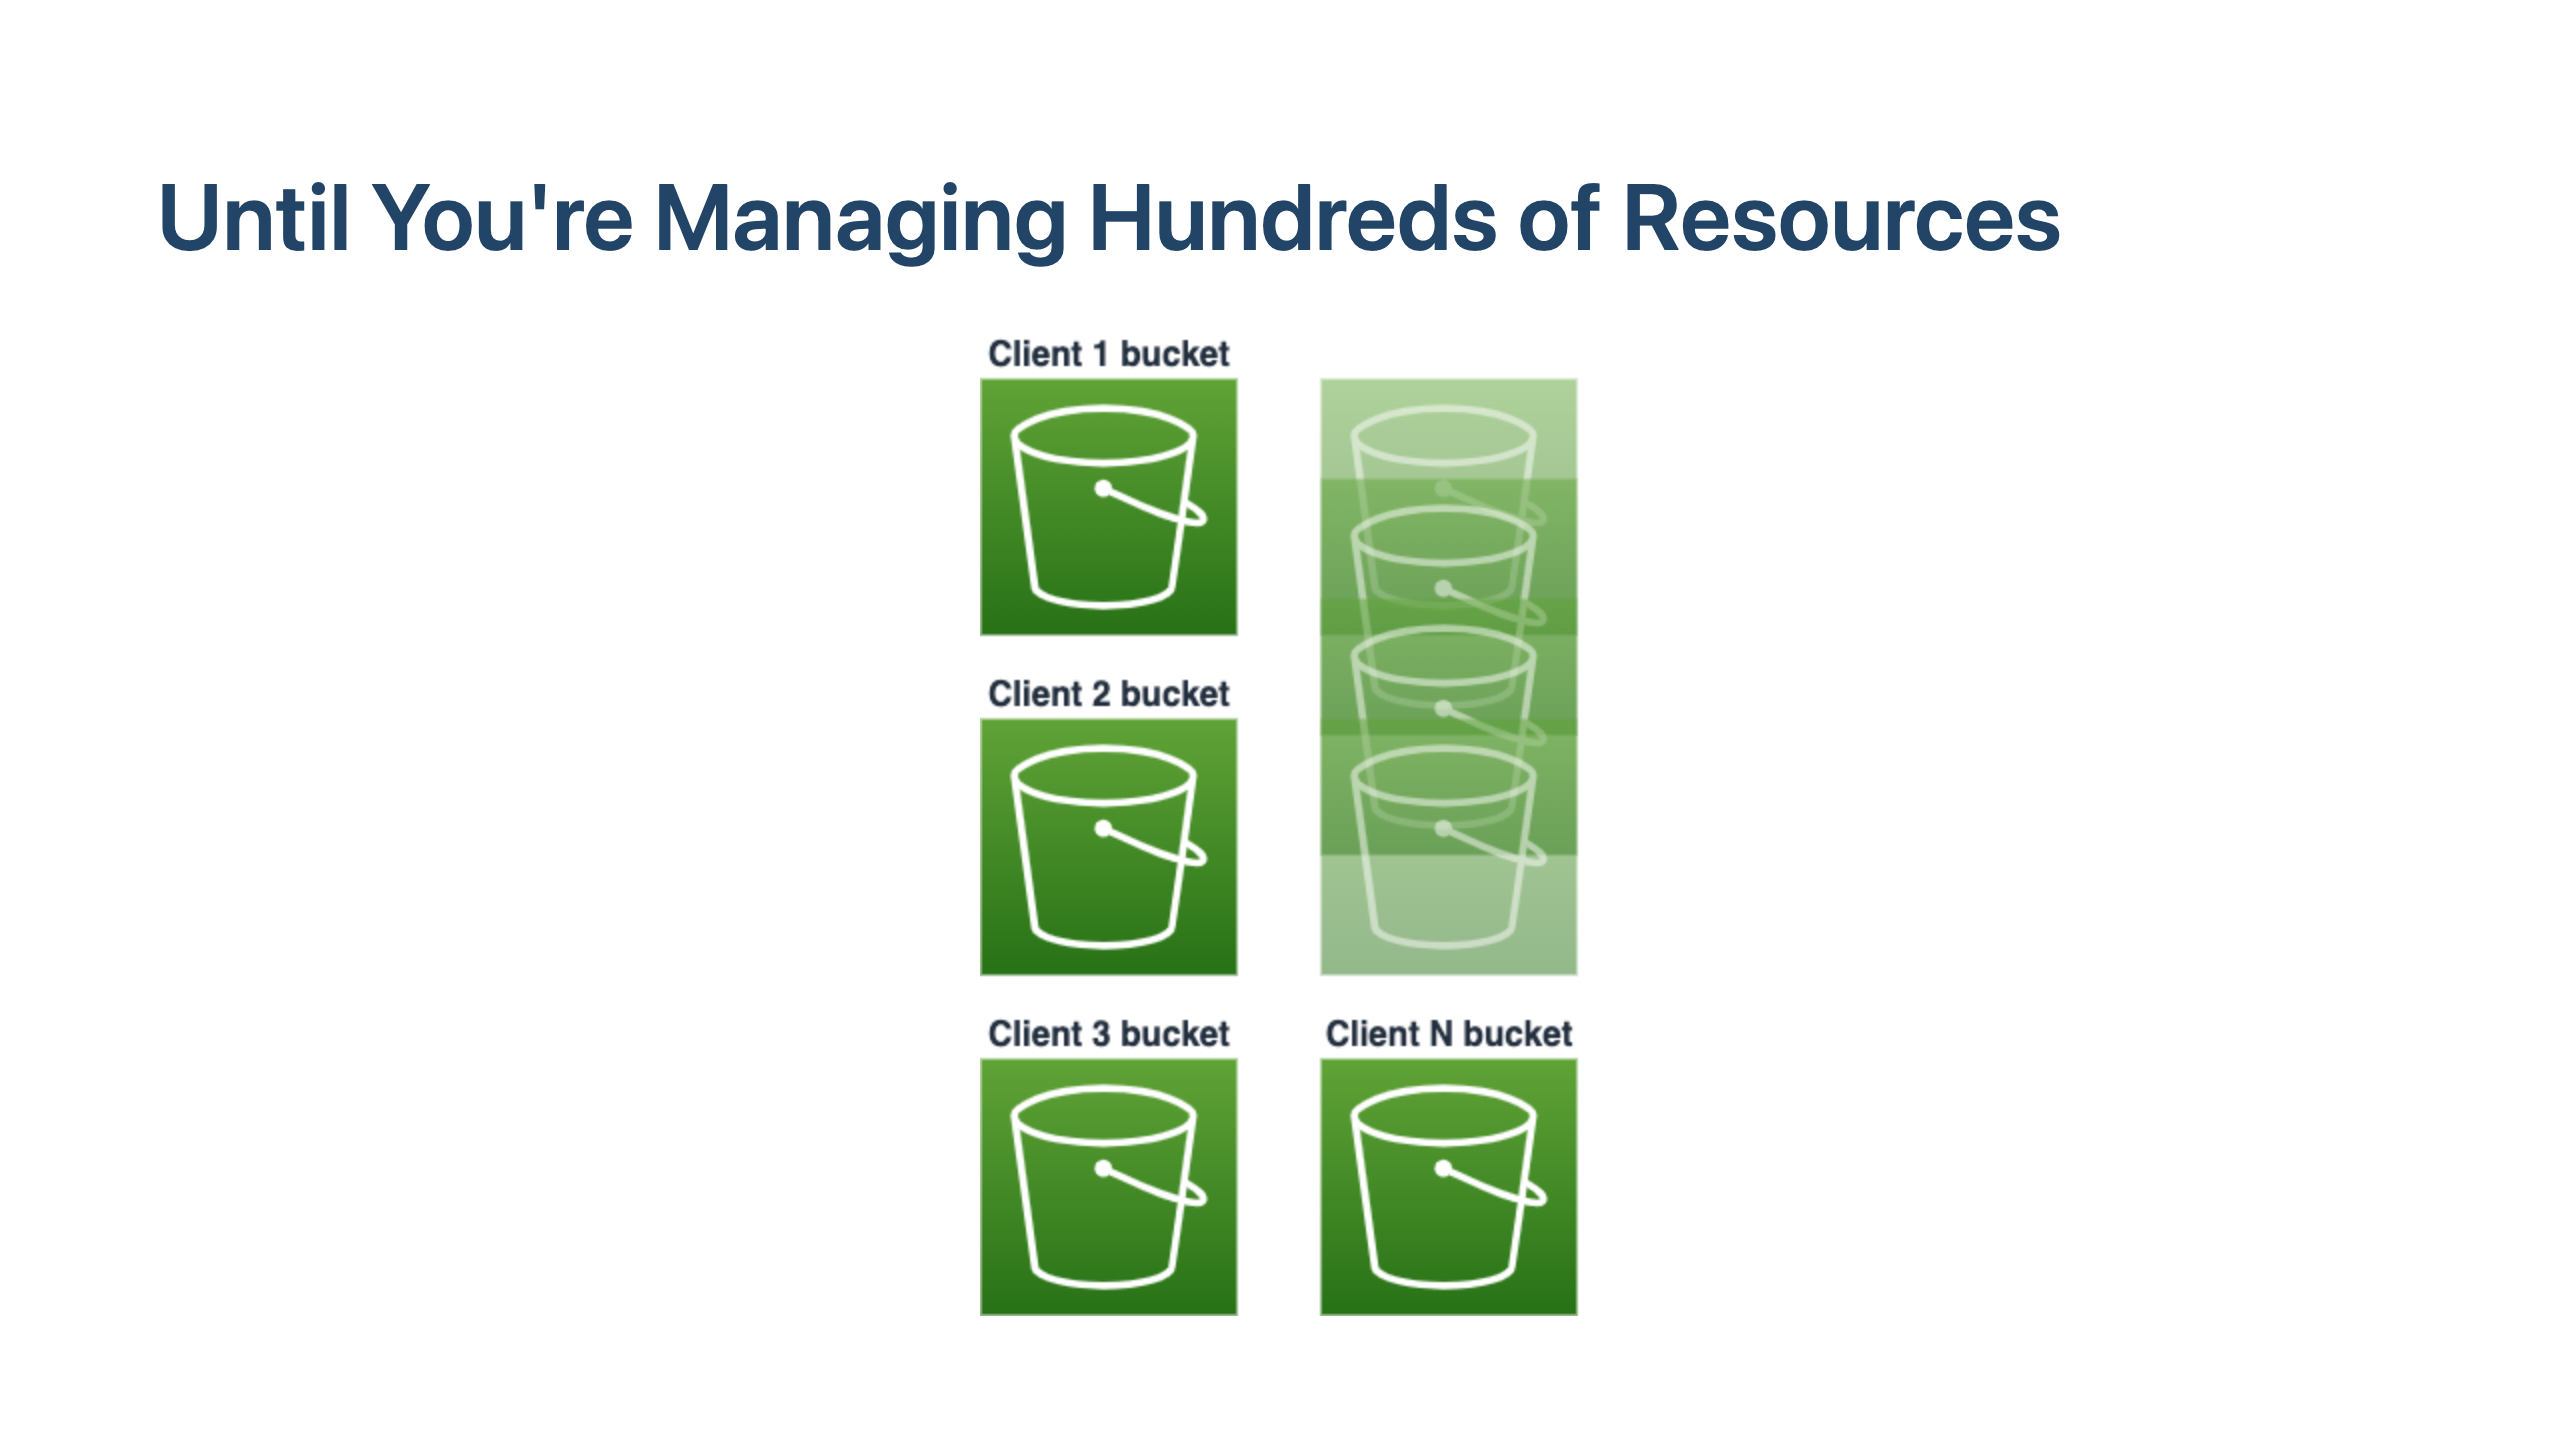 Until You're Managing Hundreds of Resources
Client 1 bucket
Client 2 bucket
Client 3 bucket
Client N bucket